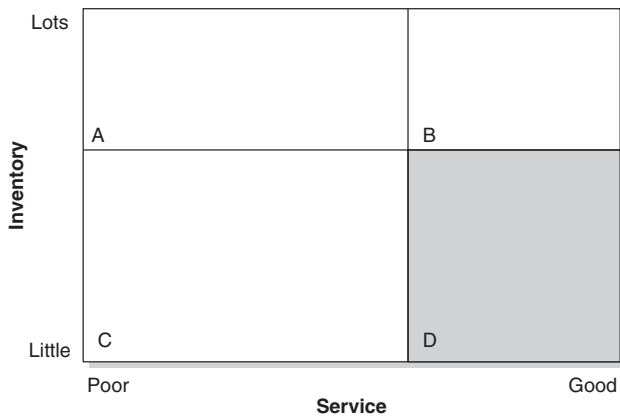 Lots
A
B
Inventory
C
D
Little
Poor
Good
Service